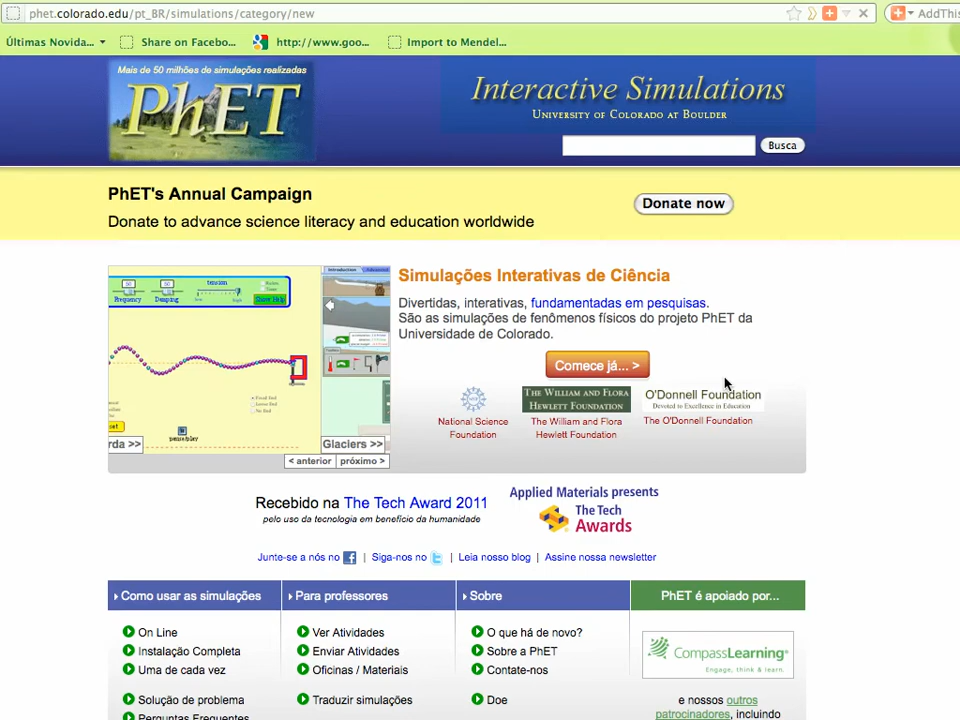 phet.colorado.edu/pt_BR/simulations/category/new
AddThis
Últimas Novida...
Share on Facebo...
http://www.goo...
Import to Mendel...
Mais de 50 milhões de simulações realizadas
PhET
Interactive Simulations
University of Colorado at Boulder
Busca
PhET's Annual Campaign
Donate to advance science literacy and education worldwide
Donate now
Introduction
tension
Frequency
Damping
Show Help
pause/play
rda >>
Glaciers >>
< anterior
próximo >
Simulações Interativas de Ciência
Divertidas, interativas, fundamentadas em pesquisas.
São as simulações de fenômenos físicos do projeto PhET da
Universidade de Colorado.
Comece já... >
The William and Flora
Hewlett Foundation
O'Donnell Foundation
Devoted to Excellence in Education
National Science
Foundation
The William and Flora
Hewlett Foundation
The O'Donnell Foundation
Recebido na The Tech Award 2011
pelo uso da tecnologia em benefício da humanidade
Applied Materials presents
The Tech
Awards
Junte-se a nós no | Siga-nos no | Leia nosso blog | Assine nossa newsletter
Como usar as simulações
On Line
Instalação Completa
Uma de cada vez
Solução de problema
Perguntas Frequentes
Para professores
Ver Atividades
Enviar Atividades
Oficinas / Materiais
Traduzir simulações
Sobre
O que há de novo?
Sobre a PhET
Contate-nos
Doe
PhET é apoiado por...
CompassLearning®
Engage, think & learn.
e nossos outros
patrocinadores, incluindo